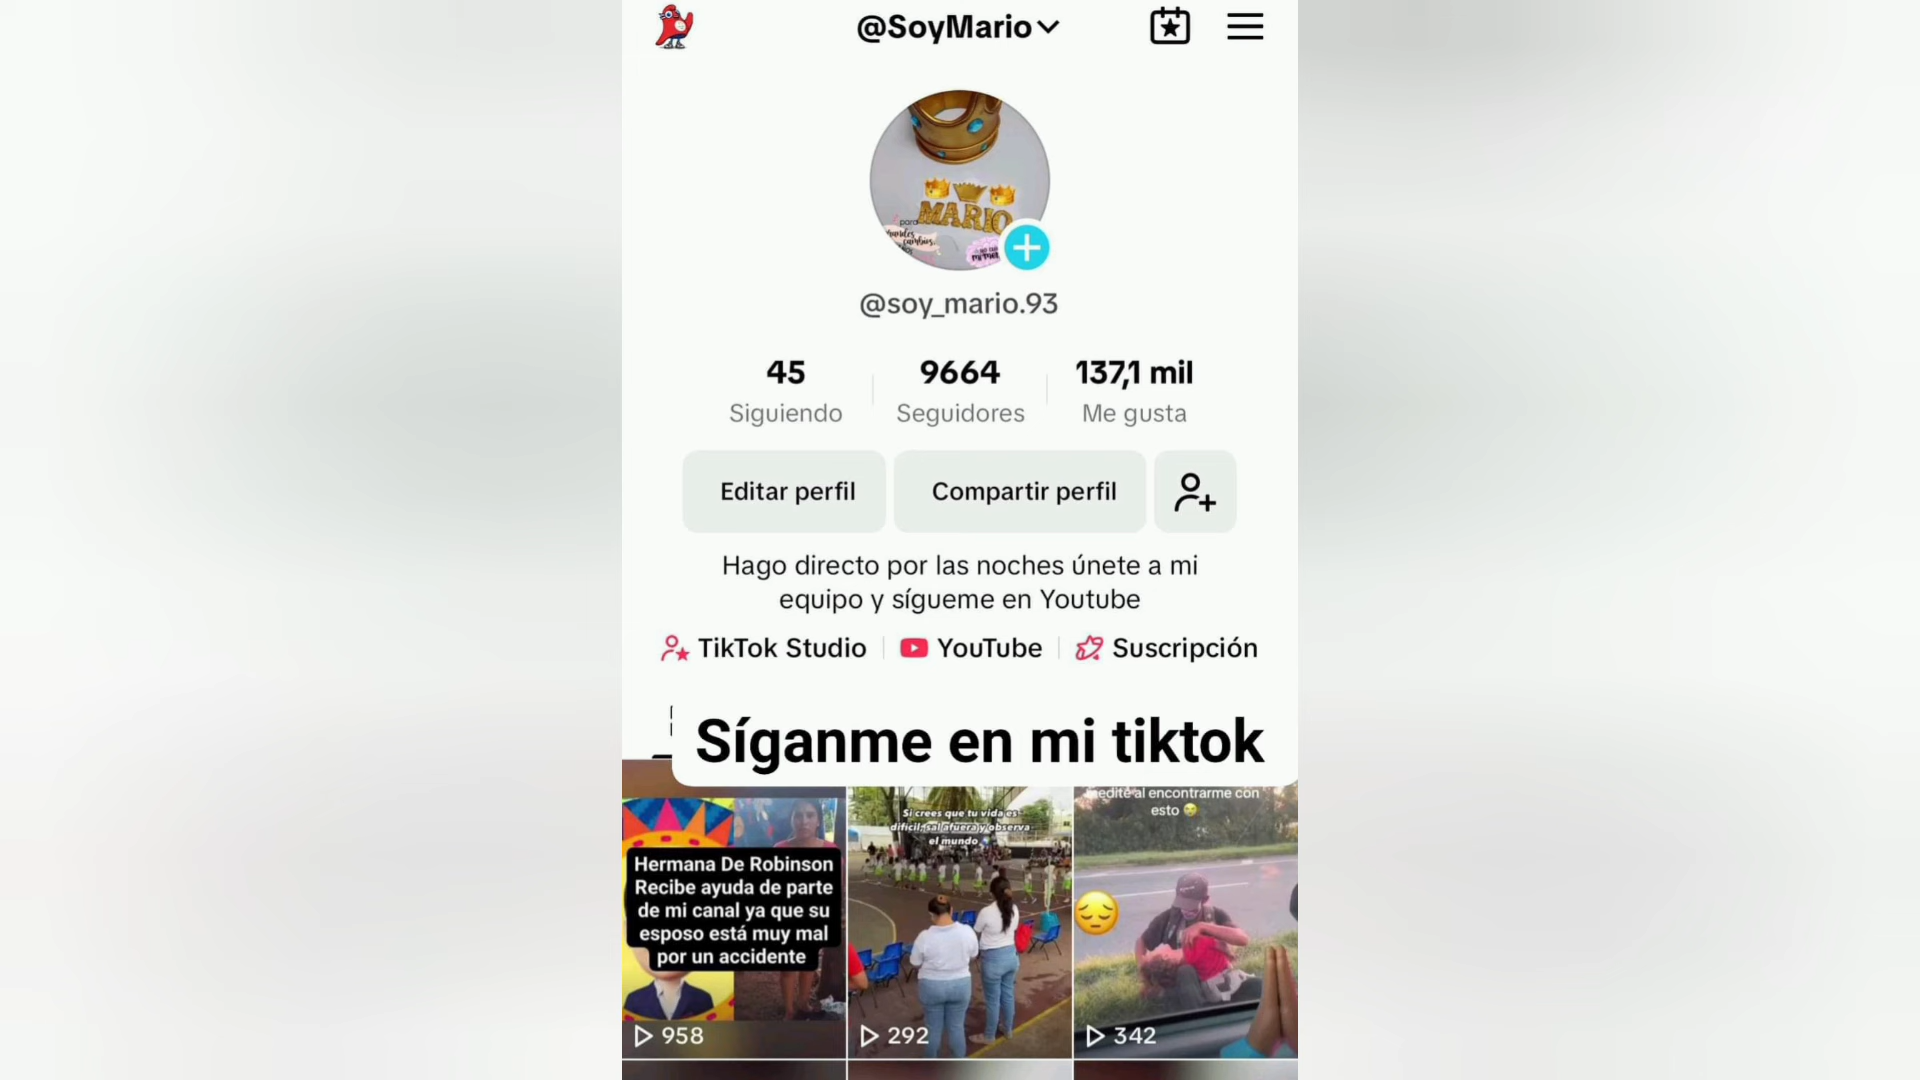 @SoyMario
MARIO
para
cambios,
@soy_mario.93
45
9664
137,1 mil
Siguiendo
Seguidores
Me gusta
Editar perfil
Compartir perfil
Hago directo por las noches únete a mi
equipo y sígueme en Youtube
TikTok Studio
YouTube
Suscripción
Síganme en mi tiktok
Hermana De Robinson
Recibe ayuda de parte
de mi canal ya que su
esposo está muy mal
por un accidente
958
Si crees que tu vida es
difícil, sal afuera y observa
el mundo
292
al encontrarme con
esto 😢
342